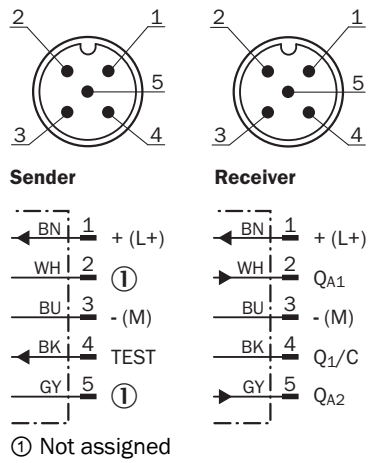 2 1 2 1
5 5
3 4 3 4
Sender Receiver
BN 1 + (L+) BN 1 + (L+)
WH 2 ① WH 2 QA1
BU 3 - (M) BU 3 - (M)
BK 4 TEST BK 4 Q1/C
GY 5 ① GY 5 QA2
① Not assigned